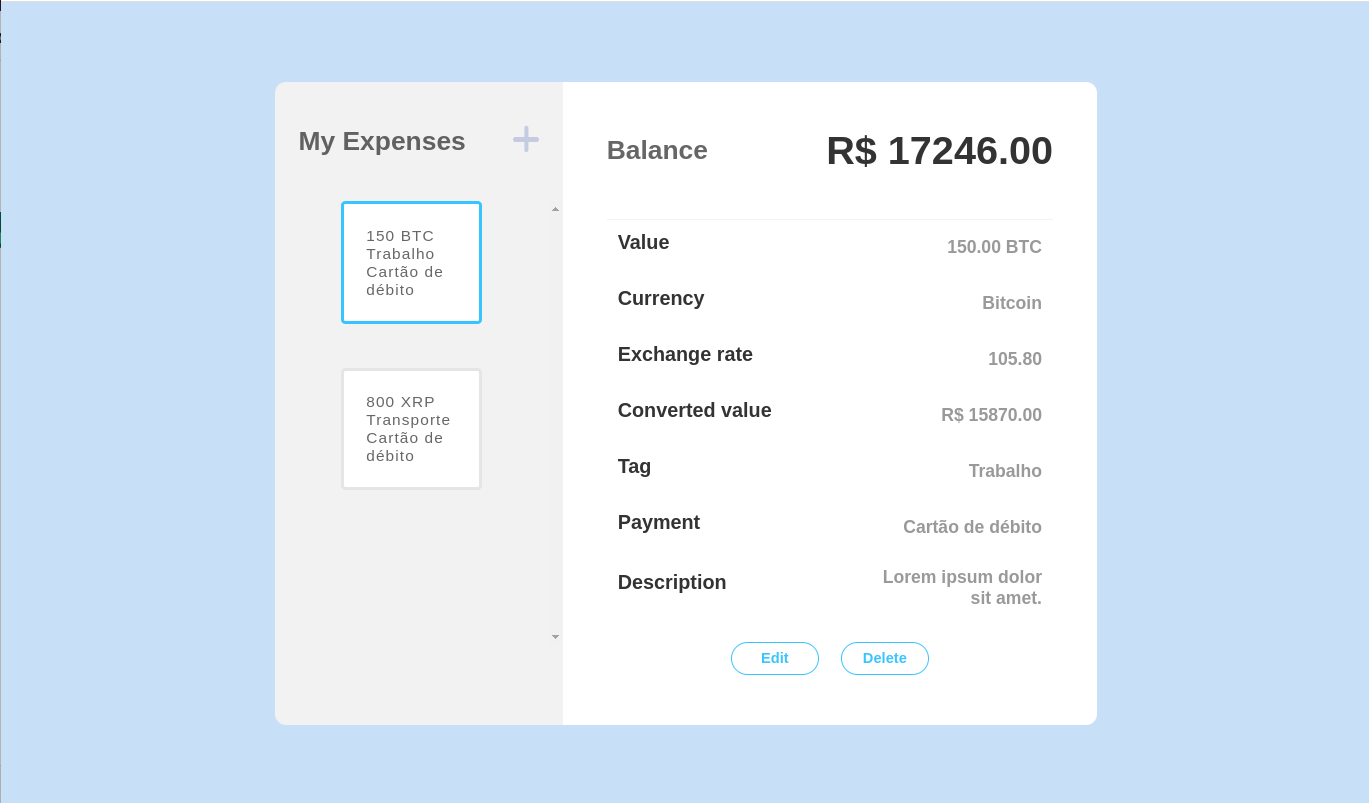 My Expenses
150 BTC
Trabalho
Cartão de
débito
800 XRP
Transporte
Cartão de
débito
Balance R$ 17246.00
Value 150.00 BTC
Currency Bitcoin
Exchange rate 105.80
Converted value R$ 15870.00
Tag Trabalho
Payment Cartão de débito
Description Lorem ipsum dolor
sit amet.
Edit Delete